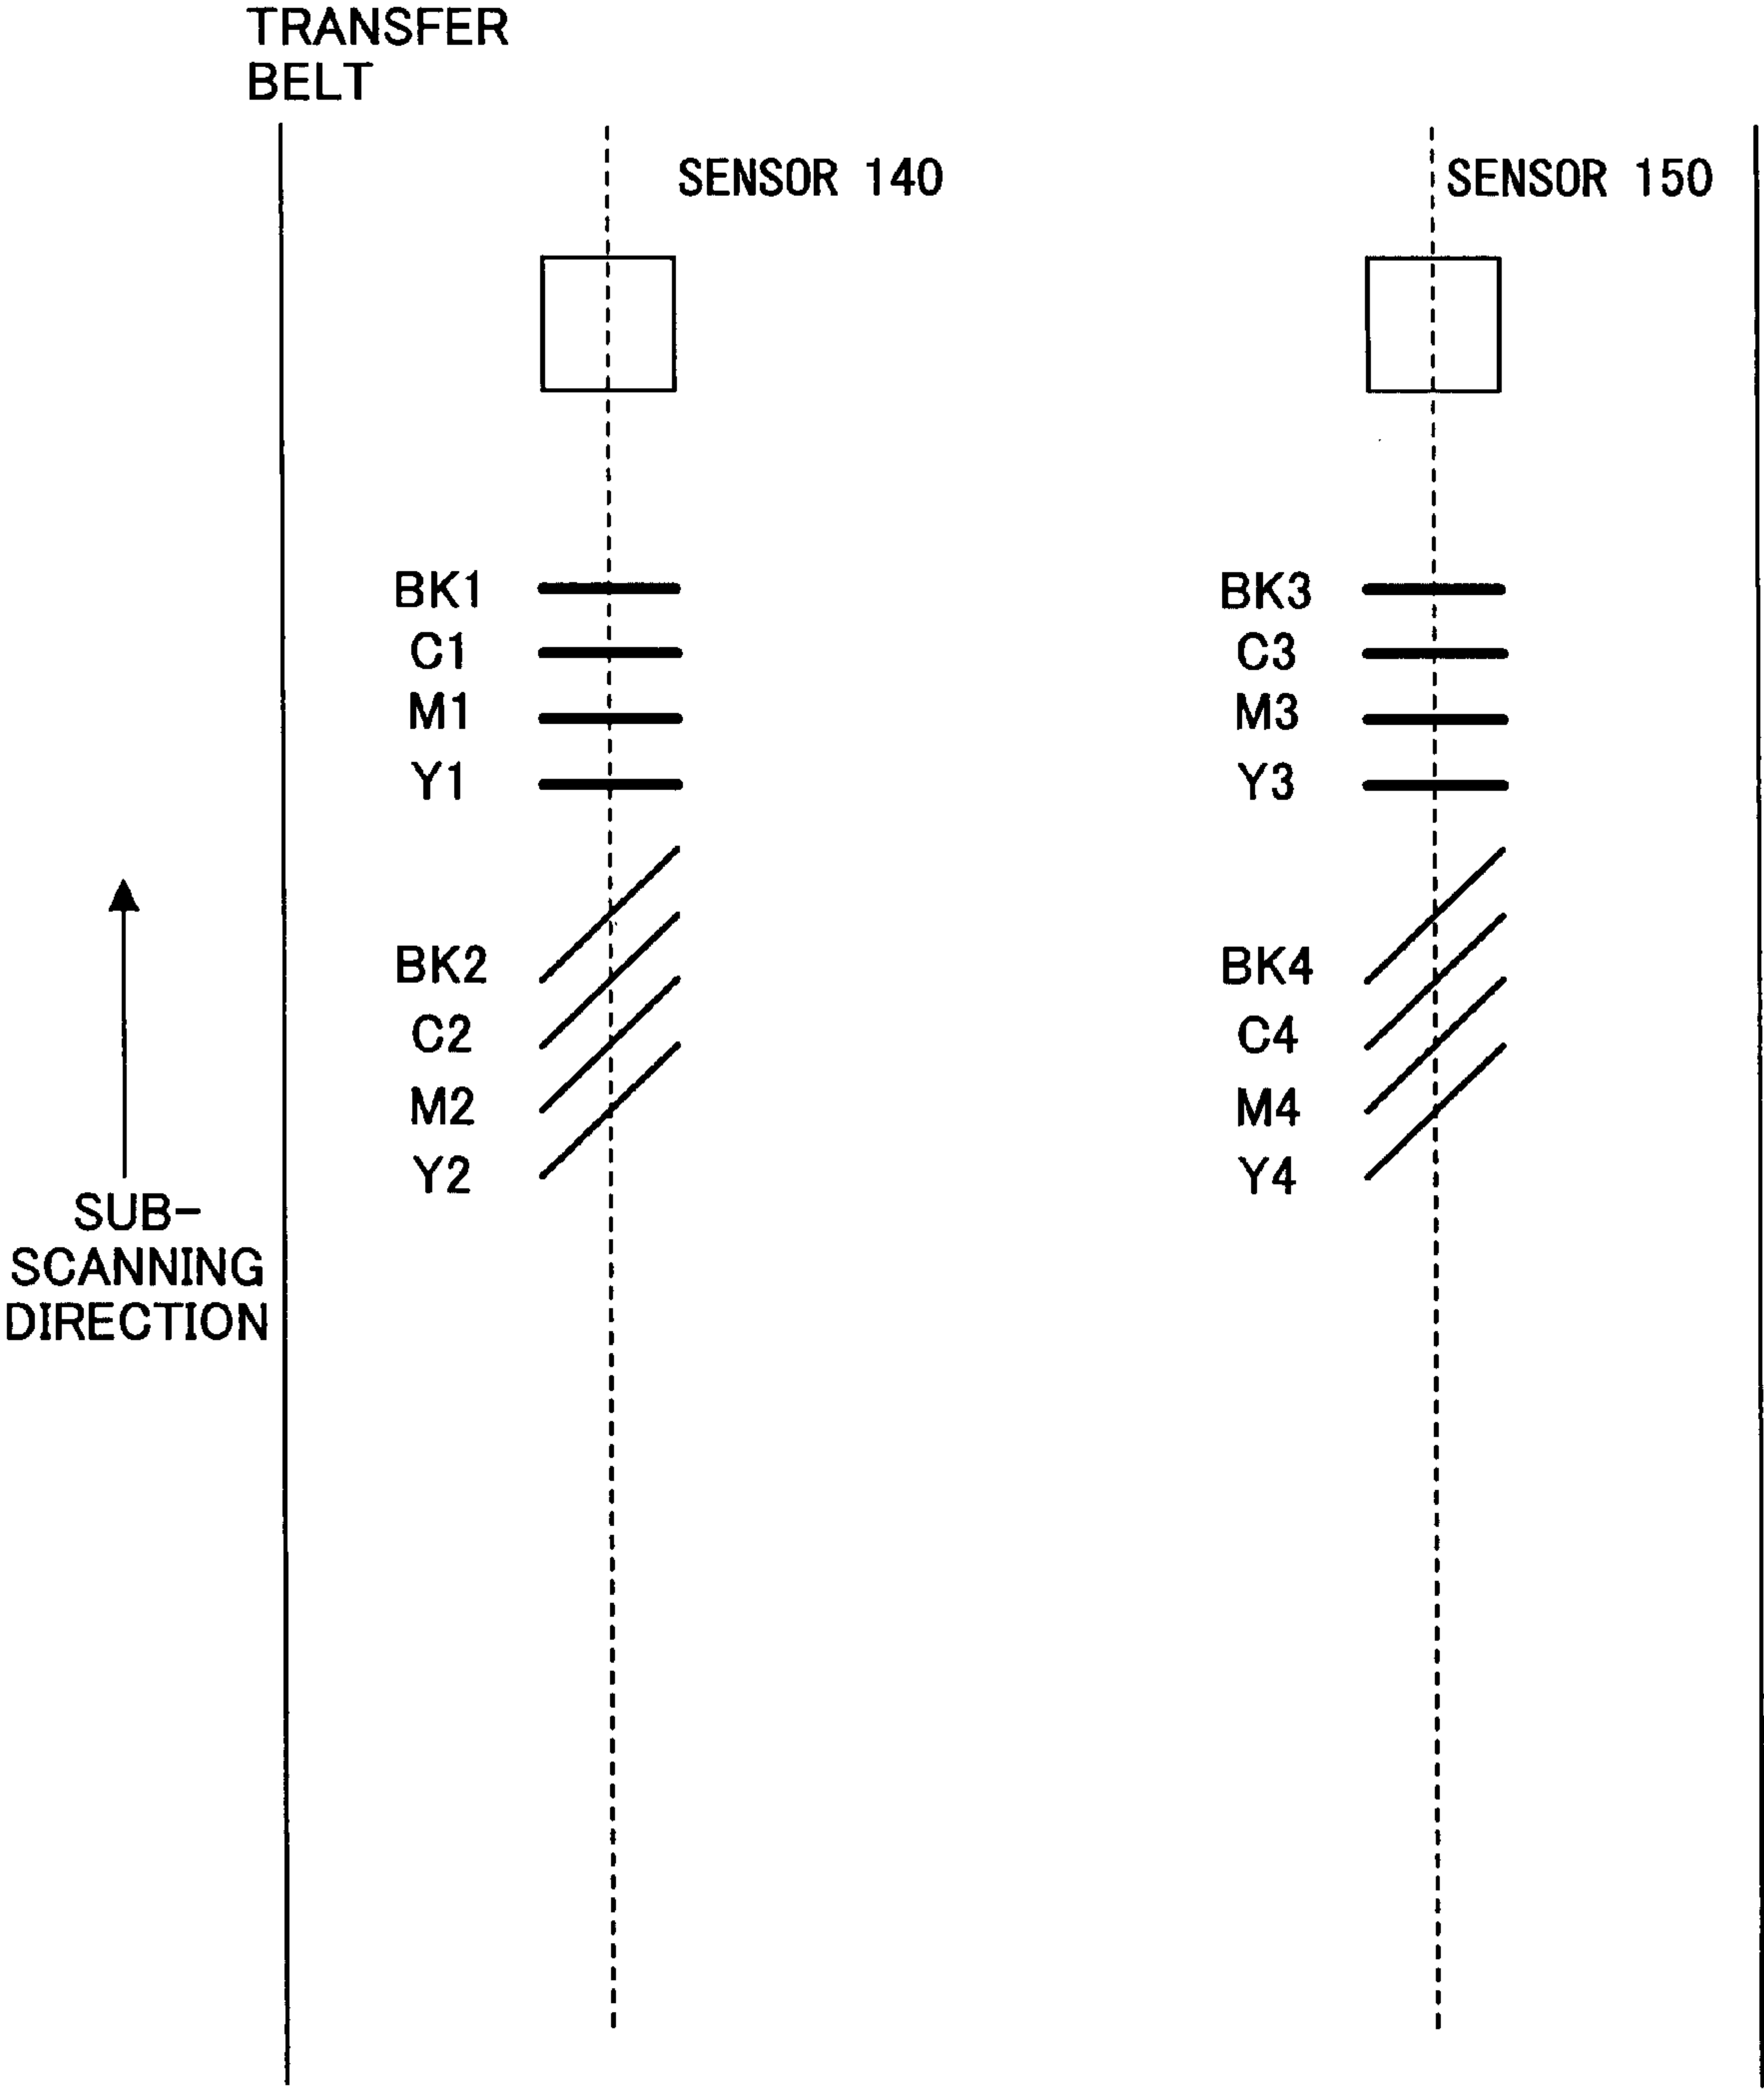 TRANSFER
BELT
SENSOR 140
SENSOR 150
BK1
C1
M1
Y1
BK3
C3
M3
Y3
BK2
C2
M2
Y2
BK4
C4
M4
Y4
SUB-
SCANNING
DIRECTION